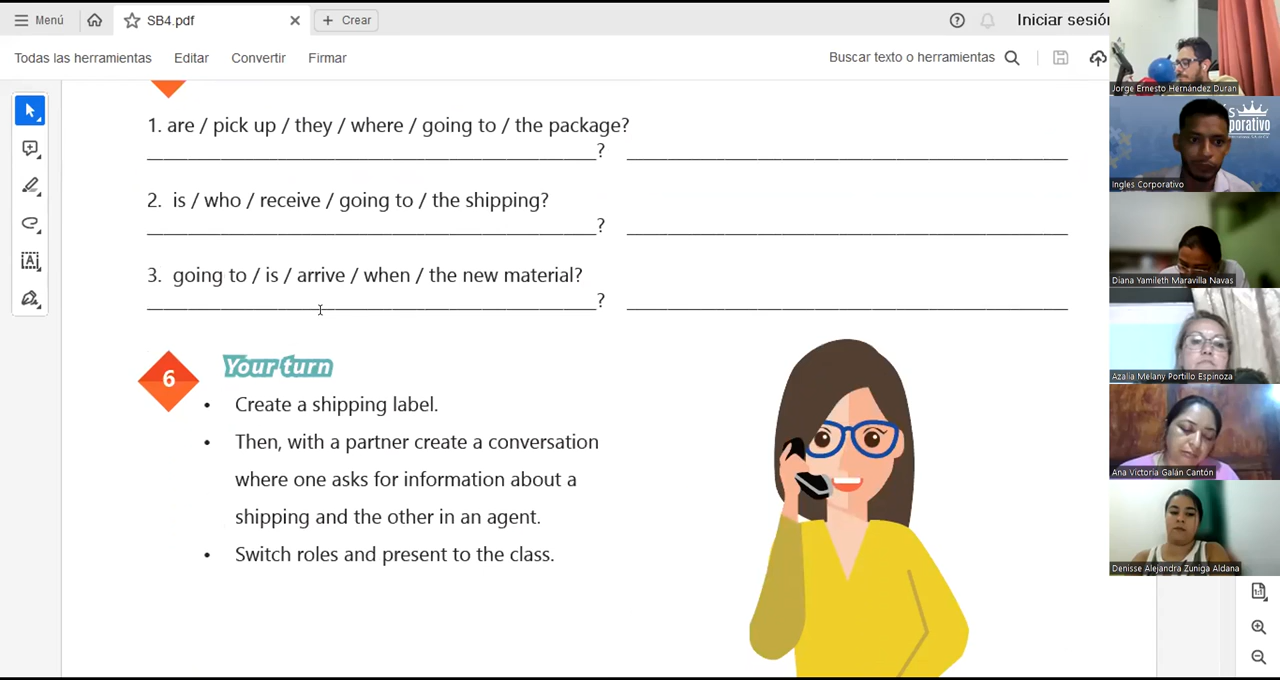 Menú
SB4.pdf
Crear
Iniciar sesión
Todas las herramientas
Editar
Convertir
Firmar
Buscar texto o herramientas
1. are / pick up / they / where / going to / the package?
?
2. is / who / receive / going to / the shipping?
?
3. going to / is / arrive / when / the new material?
?
6
Your turn
• Create a shipping label.
• Then, with a partner create a conversation
where one asks for information about a
shipping and the other in an agent.
• Switch roles and present to the class.
Jorge Ernesto Hernández Duran
Ingles Corporativo
Diana Yamileth Maravilla Navas
Azalia Melany Portillo Espinoza
Ana Victoria Galán Cantón
Denisse Alejandra Zuniga Aldana